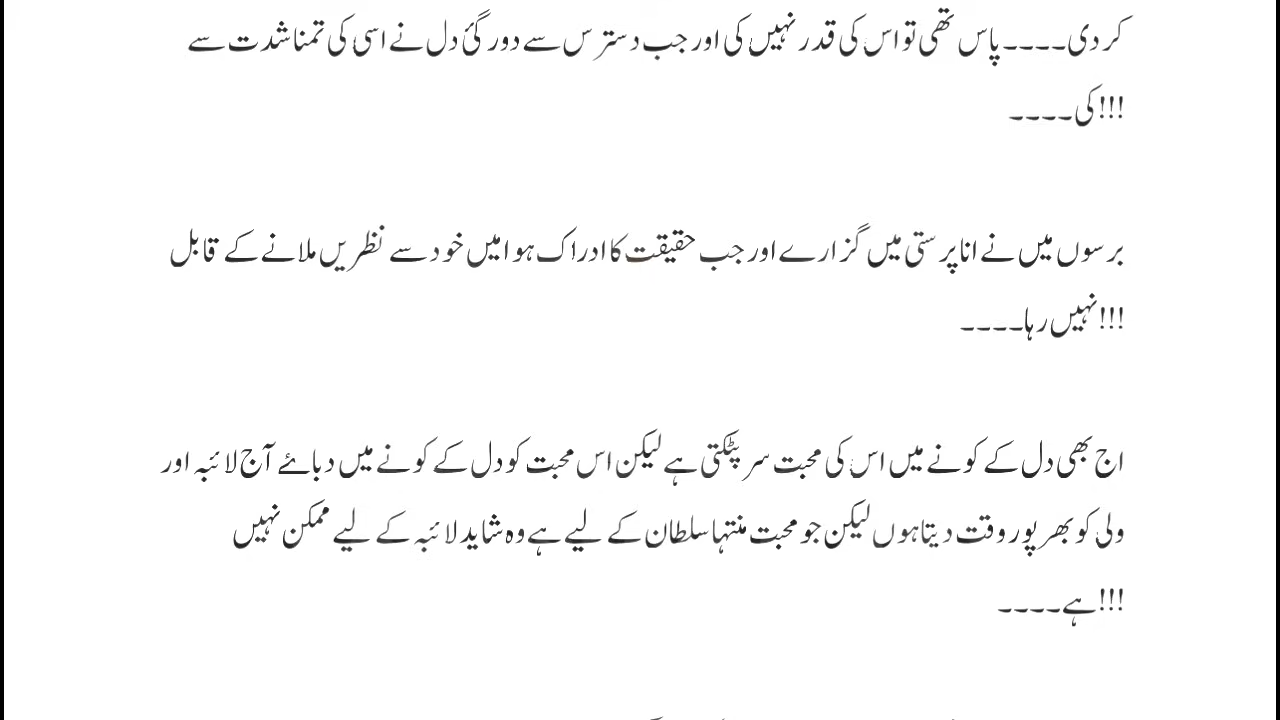 کر دی۔۔۔۔ پاس تھی تو اس کی قدر نہیں کی اور جب دسترس سے دور گئ دل نے اسی کی تمنا شدت سے
کی۔۔۔۔!!!
برسوں میں نے انا پرستی میں گزارے اور جب حقیقت کا ادراک ہوا میں خود سے نظریں ملانے کے قابل
نہیں رہا۔۔۔۔!!!
اج بھی دل کے کونے میں اس کی محبت سر پٹکتی ہے لیکن اس محبت کو دل کے کونے میں دباۓ آج لائبہ اور
ولی کو بھرپور وقت دیتا ہوں لیکن جو محبت منتہا سلطان کے لیے ہے وہ شاید لائبہ کے لیے ممکن نہیں
ہے۔۔۔۔!!!